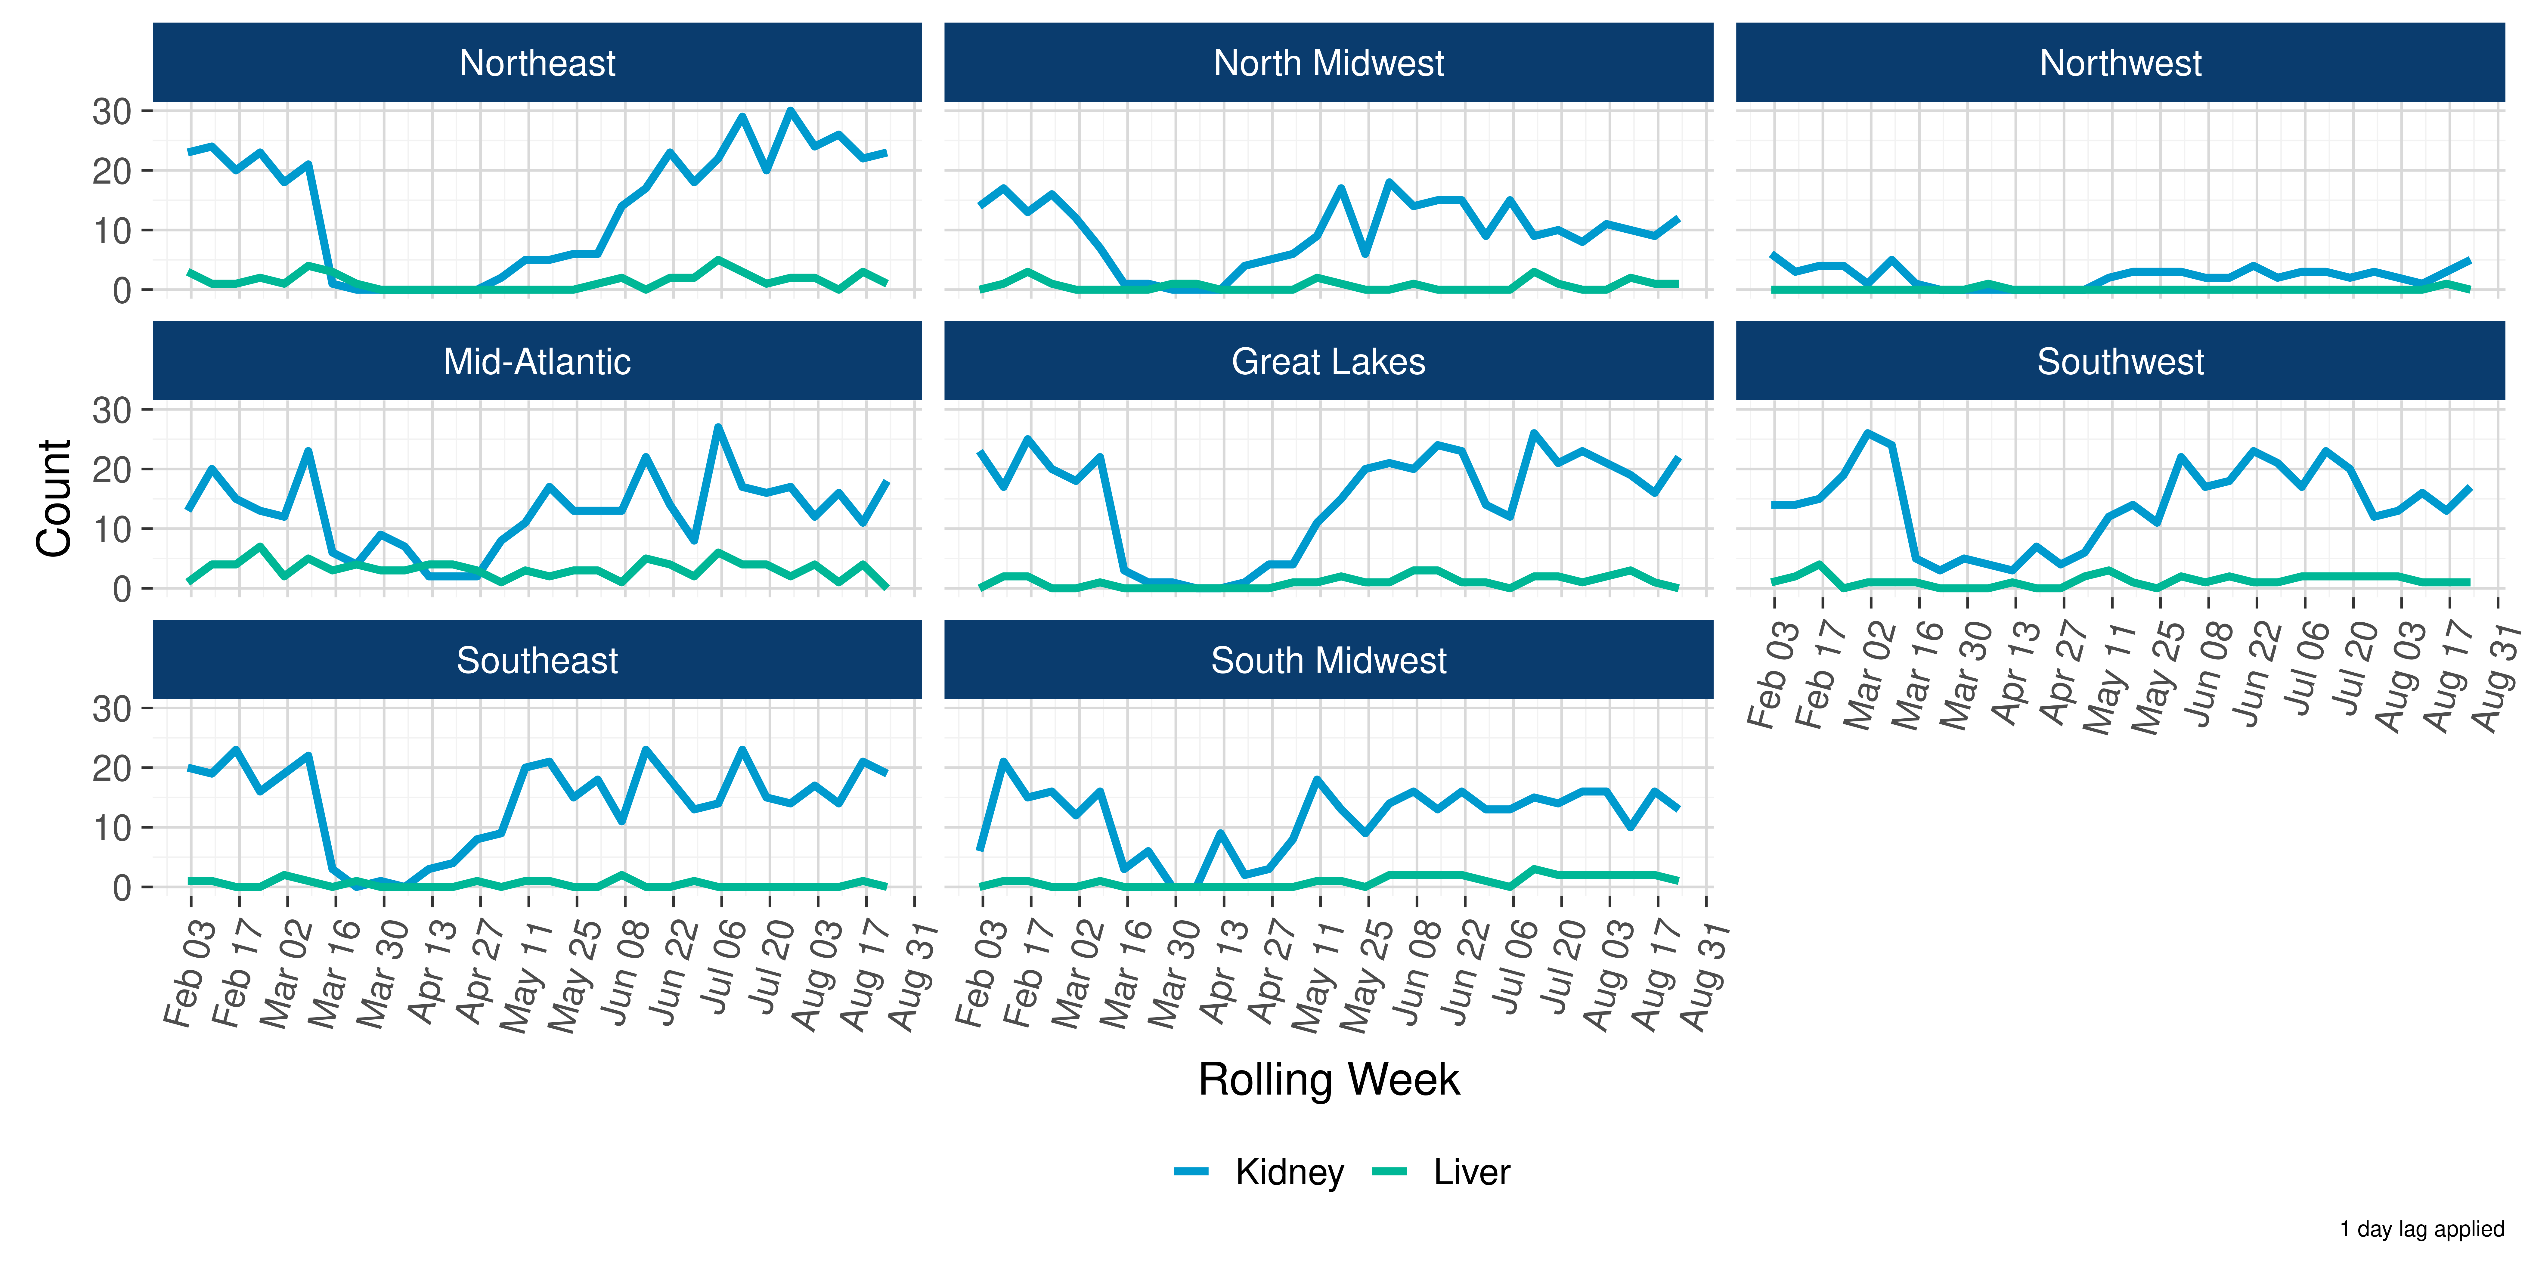 Northeast
North Midwest
Northwest
30
20
10
0
Mid-Atlantic
Great Lakes
Southwest
Count
30
20
10
0
Feb 03
Feb 17
Mar 02
Mar 16
Mar 30
Apr 13
Apr 27
May 11
May 25
Jun 08
Jun 22
Jul 06
Jul 20
Aug 03
Aug 17
Aug 31
Southeast
South Midwest
30
20
10
0
Feb 03
Feb 17
Mar 02
Mar 16
Mar 30
Apr 13
Apr 27
May 11
May 25
Jun 08
Jun 22
Jul 06
Jul 20
Aug 03
Aug 17
Aug 31
Feb 03
Feb 17
Mar 02
Mar 16
Mar 30
Apr 13
Apr 27
May 11
May 25
Jun 08
Jun 22
Jul 06
Jul 20
Aug 03
Aug 17
Aug 31
Rolling Week
Kidney
Liver
1 day lag applied